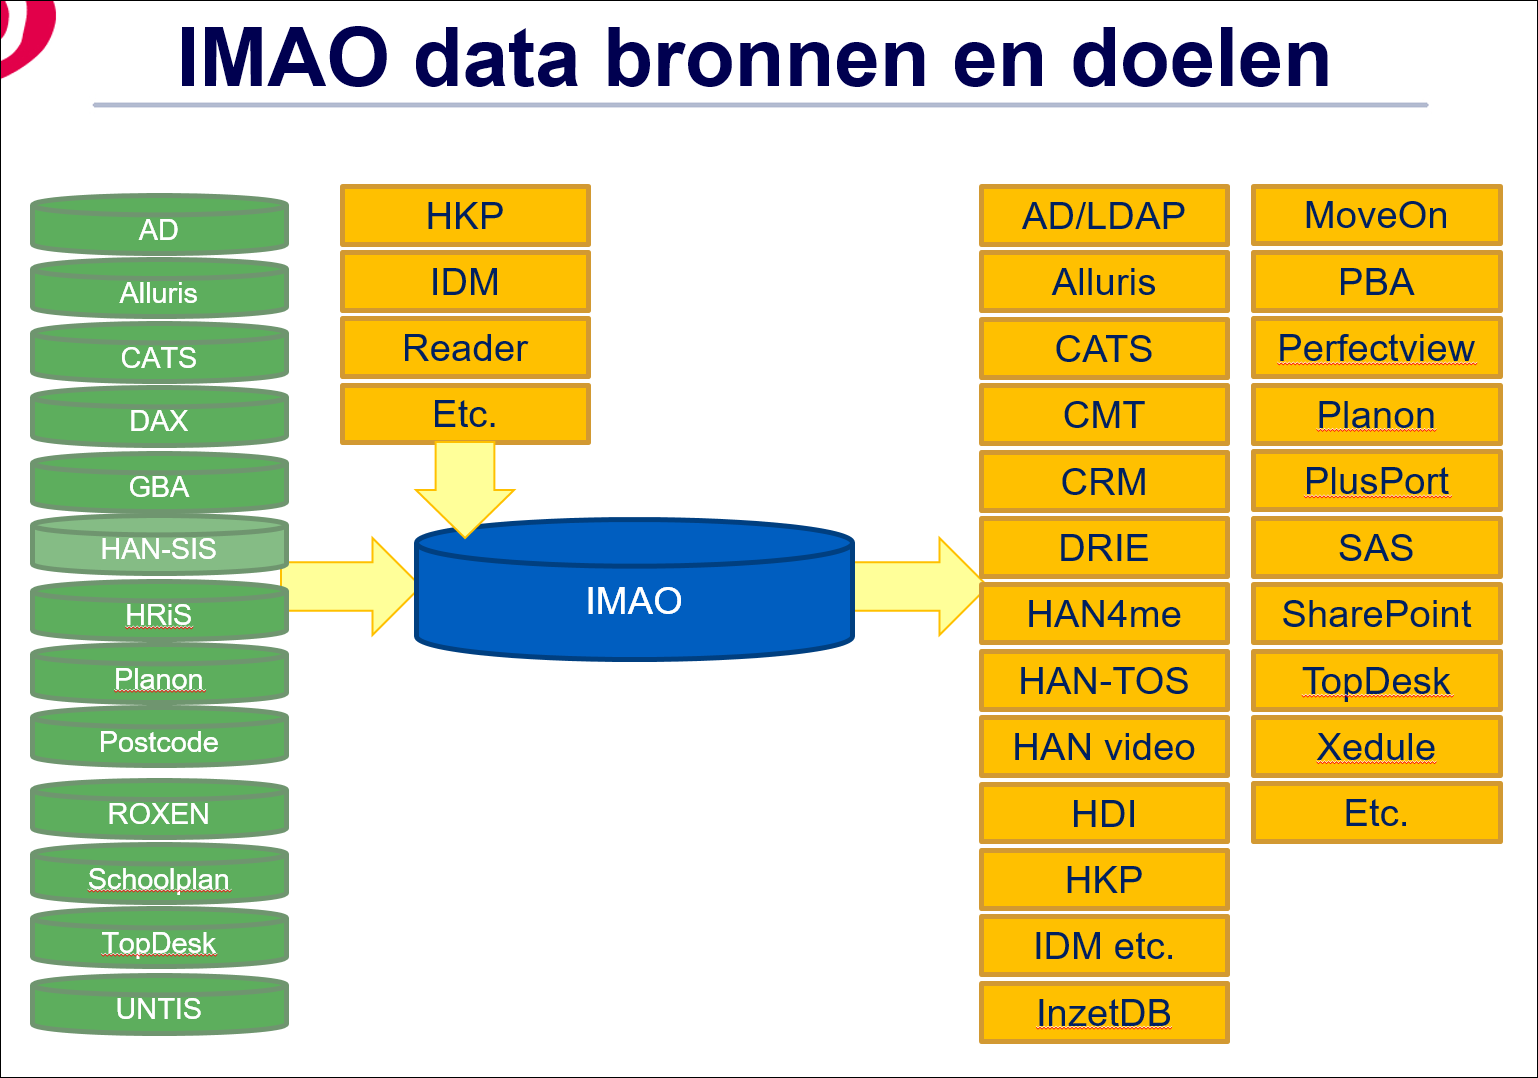 IMAO data bronnen en doelen
AD
Alluris
CATS
DAX
GBA
HAN-SIS
HRiS
Planon
Postcode
ROXEN
Schoolplan
TopDesk
UNTIS
HKP
IDM
Reader
Etc.
IMAO
AD/LDAP
Alluris
CATS
CMT
CRM
DRIE
HAN4me
HAN-TOS
HAN video
HDI
HKP
IDM etc.
InzetDB
MoveOn
PBA
Perfectview
Planon
PlusPort
SAS
SharePoint
TopDesk
Xedule
Etc.